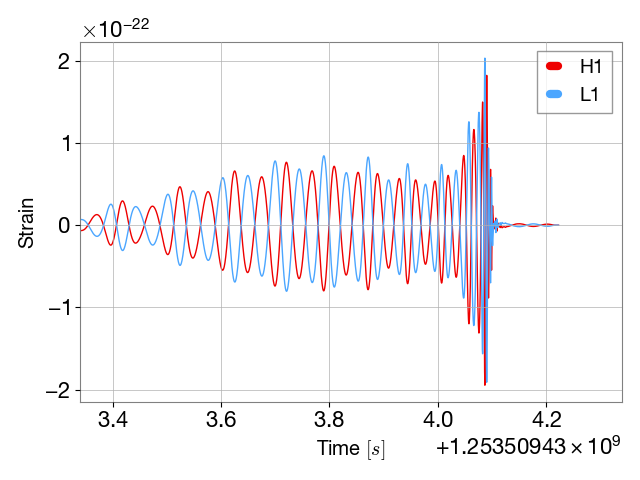 ×10⁻²²
2
1
0
−1
−2
Strain
H1
L1
3.4 3.6 3.8 4.0 4.2
Time [s]
+1.25350943 × 10⁹